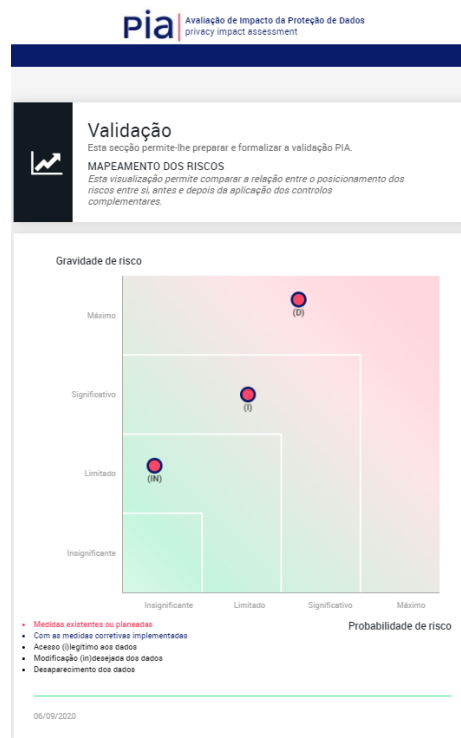 pia Avaliação de Impacto da Proteção de Dados
privacy impact assessment
Validação
Esta secção permite-lhe preparar e formalizar a validação PIA.
MAPEAMENTO DOS RISCOS
Esta visualização permite comparar a relação entre o posicionamento dos
riscos entre si, antes e depois da aplicação dos controlos
complementares.
Gravidade de risco
Máximo
(D)
Significativo
(I)
Limitado
(IN)
Insignificante
Insignificante Limitado Significativo Máximo
Probabilidade de risco
Medidas existentes ou planeadas
Com as medidas corretivas implementadas
Acesso (i)legítimo aos dados
Modificação (in)desejada dos dados
Desaparecimento dos dados
06/09/2020